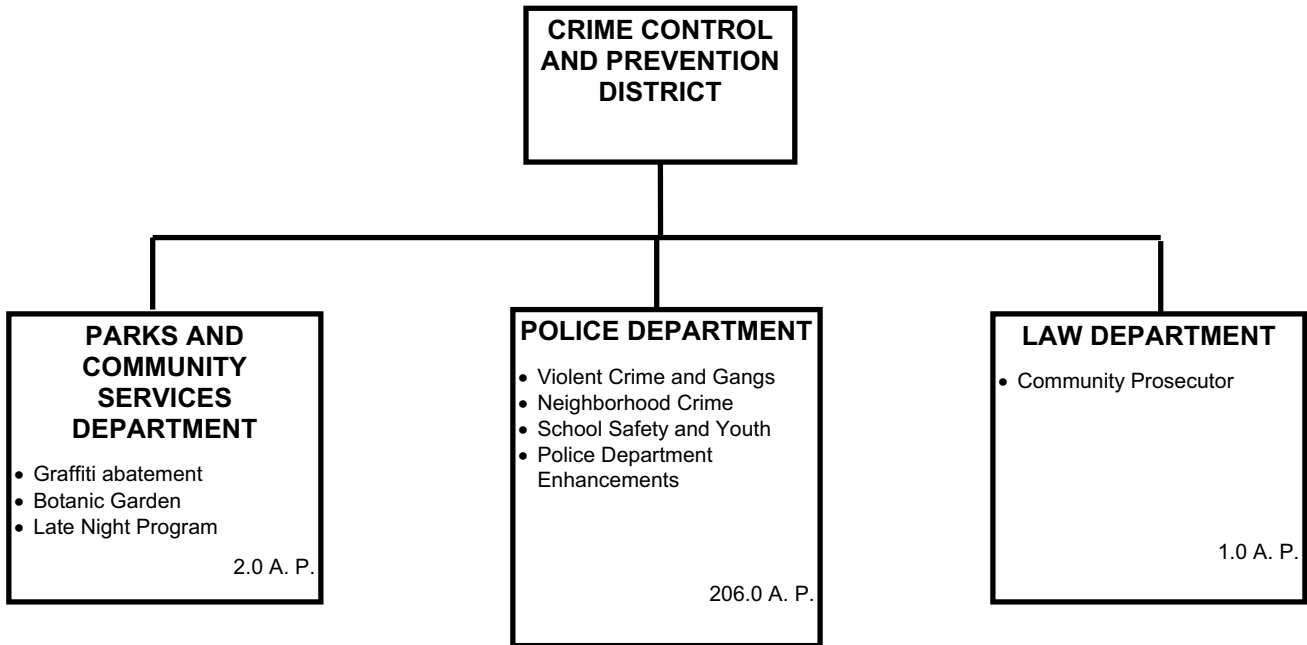 CRIME CONTROL
AND PREVENTION
DISTRICT
PARKS AND
COMMUNITY
SERVICES
DEPARTMENT
• Graffiti abatement
• Botanic Garden
• Late Night Program
2.0 A. P.
POLICE DEPARTMENT
• Violent Crime and Gangs
• Neighborhood Crime
• School Safety and Youth
• Police Department
Enhancements
206.0 A. P.
LAW DEPARTMENT
• Community Prosecutor
1.0 A. P.